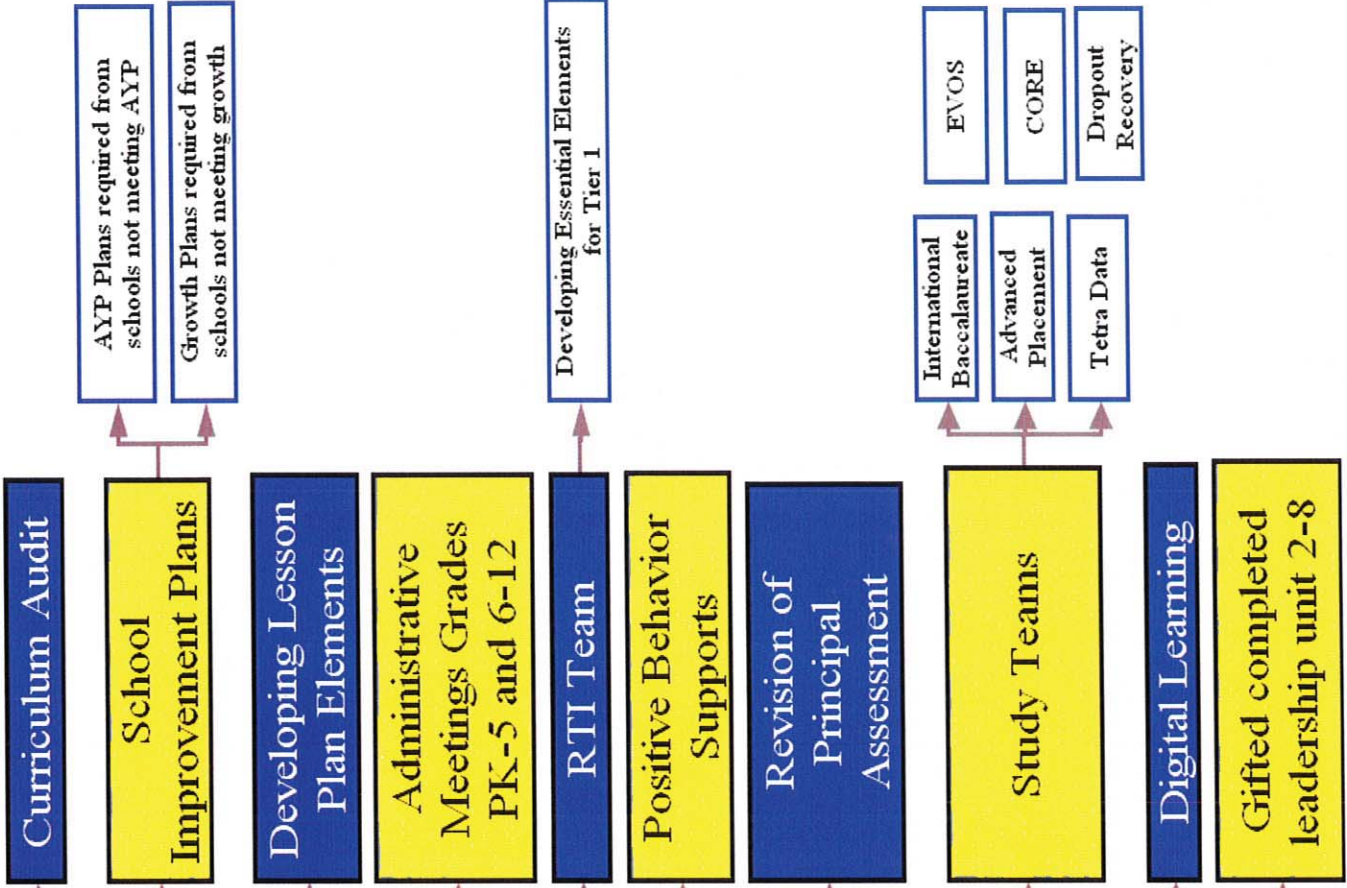 Curriculum Audit
School
Improvement Plans
AYP Plans required from
schools not meeting AYP
Growth Plans required from
schools not meeting growth
Developing Lesson
Plan Elements
Administrative
Meetings Grades
PK-5 and 6-12
RTI Team
Developing Essential Elements
for Tier 1
Positive Behavior
Supports
Revision of
Principal
Assessment
Study Teams
International
Baccalaureate
Advanced
Placement
Tetra Data
EVOS
CORE
Dropout
Recovery
Digital Learning
Gifted completed
leadership unit 2-8